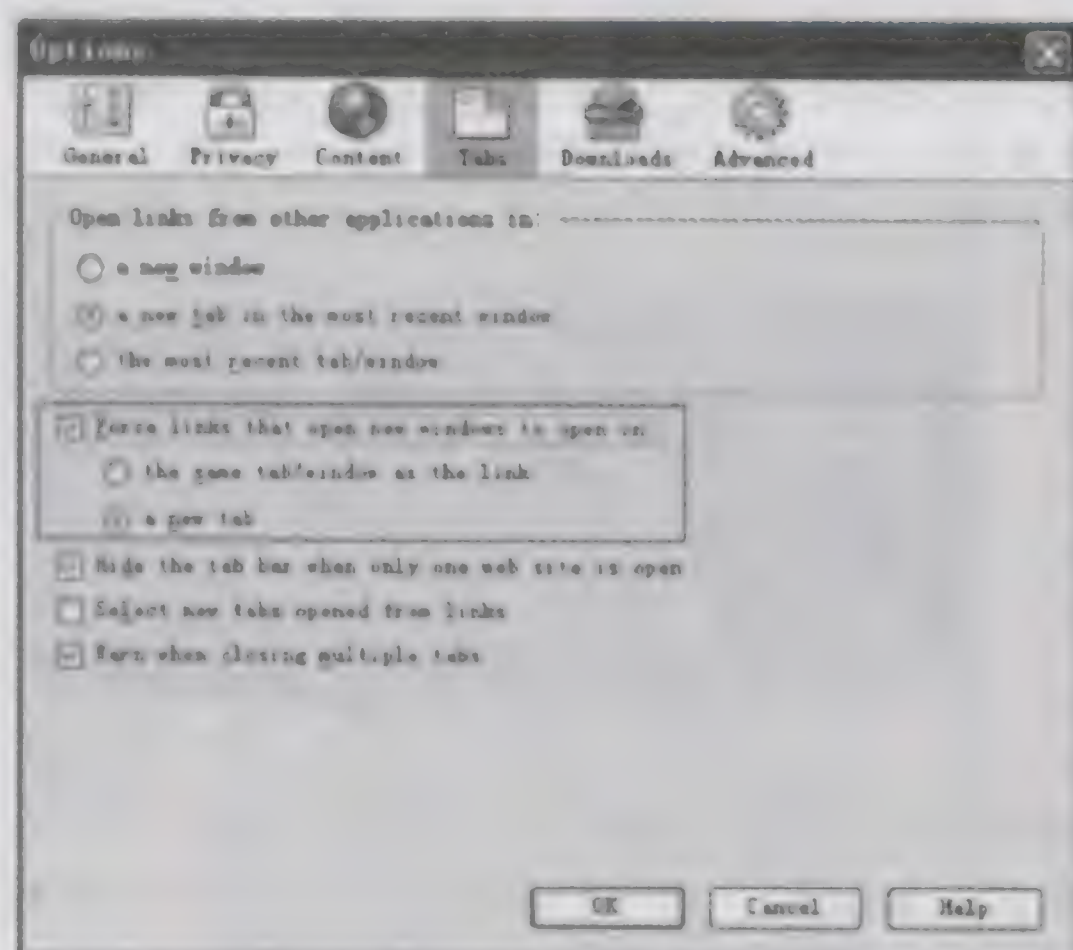 Options
General Privacy Content Tabs Downloads Advanced
Open links from other applications in:
a new window
a new tab in the most recent window
the most recent tab/window
Force links that open new windows to open in
the same tab/window as the link
a new tab
Hide the tab bar when only one web site is open
Select new tabs opened from links
Warn when closing multiple tabs
OK Cancel Help